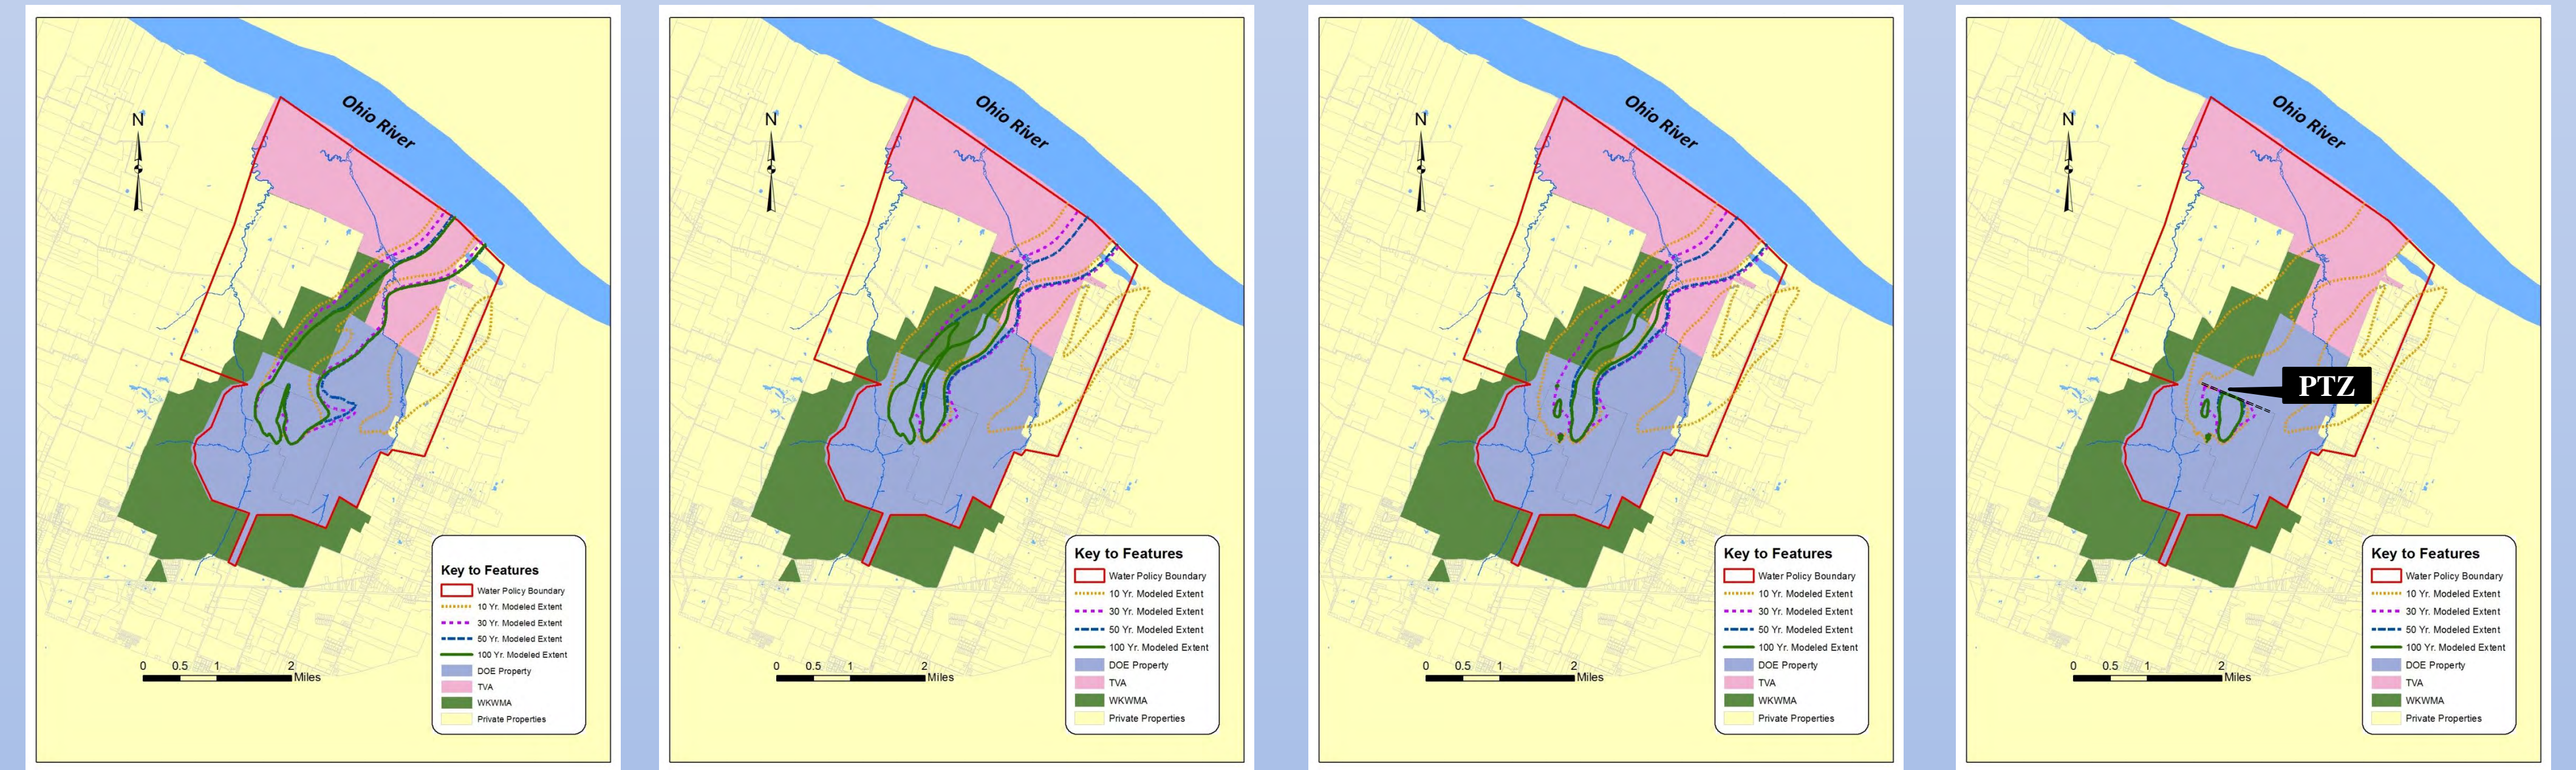 Ohio River
N
Key to Features
Water Policy Boundary
10 Yr. Modeled Extent
30 Yr. Modeled Extent
50 Yr. Modeled Extent
100 Yr. Modeled Extent
DOE Property
TVA
WKWMA
Private Properties
0 0.5 1 2
Miles
Ohio River
N
Key to Features
Water Policy Boundary
10 Yr. Modeled Extent
30 Yr. Modeled Extent
50 Yr. Modeled Extent
100 Yr. Modeled Extent
DOE Property
TVA
WKWMA
Private Properties
0 0.5 1 2
Miles
Ohio River
N
Key to Features
Water Policy Boundary
10 Yr. Modeled Extent
30 Yr. Modeled Extent
50 Yr. Modeled Extent
100 Yr. Modeled Extent
DOE Property
TVA
WKWMA
Private Properties
0 0.5 1 2
Miles
Ohio River
N
PTZ
Key to Features
Water Policy Boundary
10 Yr. Modeled Extent
30 Yr. Modeled Extent
50 Yr. Modeled Extent
100 Yr. Modeled Extent
DOE Property
TVA
WKWMA
Private Properties
0 0.5 1 2
Miles